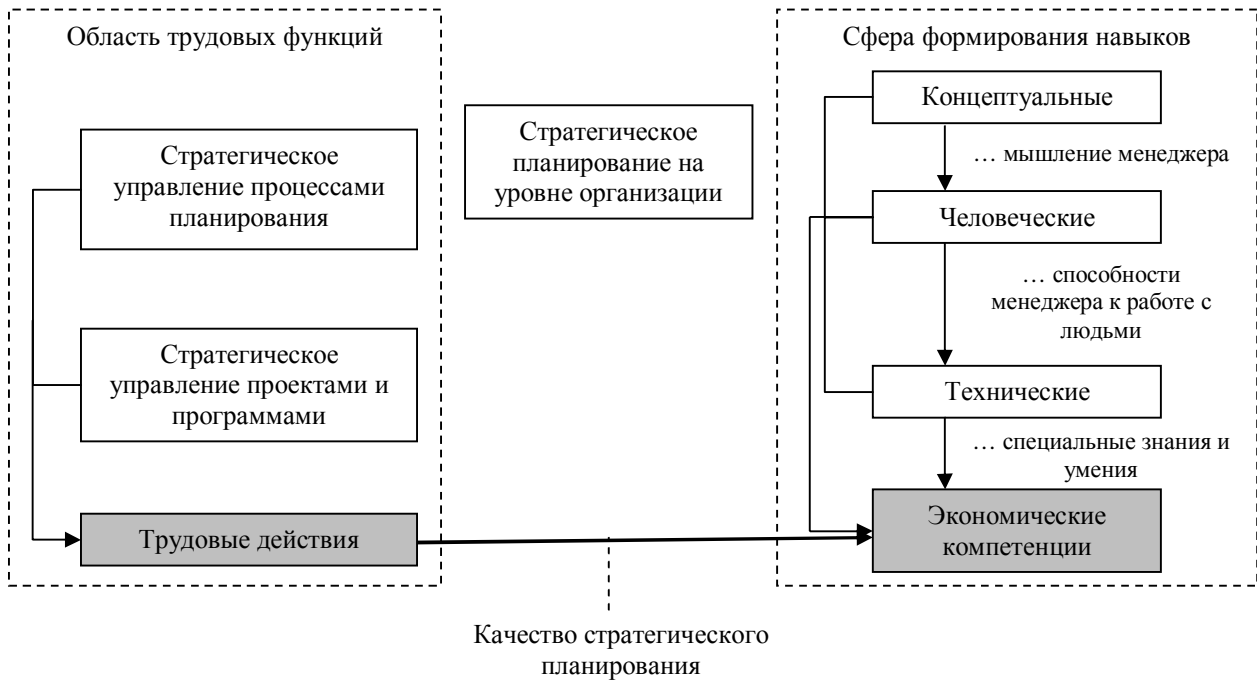 Область трудовых функций
Стратегическое
управление процессами
планирования
Стратегическое
управление проектами и
программами
Трудовые действия
Стратегическое
планирование на
уровне организации
Качество стратегического
планирования
Сфера формирования навыков
Концептуальные
… мышление менеджера
Человеческие
… способности
менеджера к работе с
людьми
Технические
… специальные знания и
умения
Экономические
компетенции